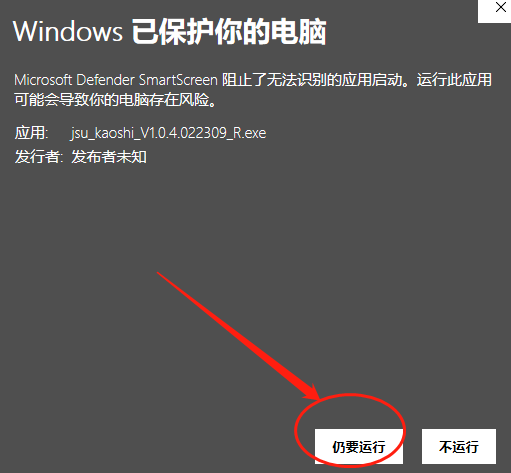 Windows 已保护你的电脑
Microsoft Defender SmartScreen 阻止了无法识别的应用启动。运行此应用
可能会导致你的电脑存在风险。
应用: jsu_kaoshi_V1.0.4.022309_R.exe
发行者: 发布者未知
仍要运行 不运行